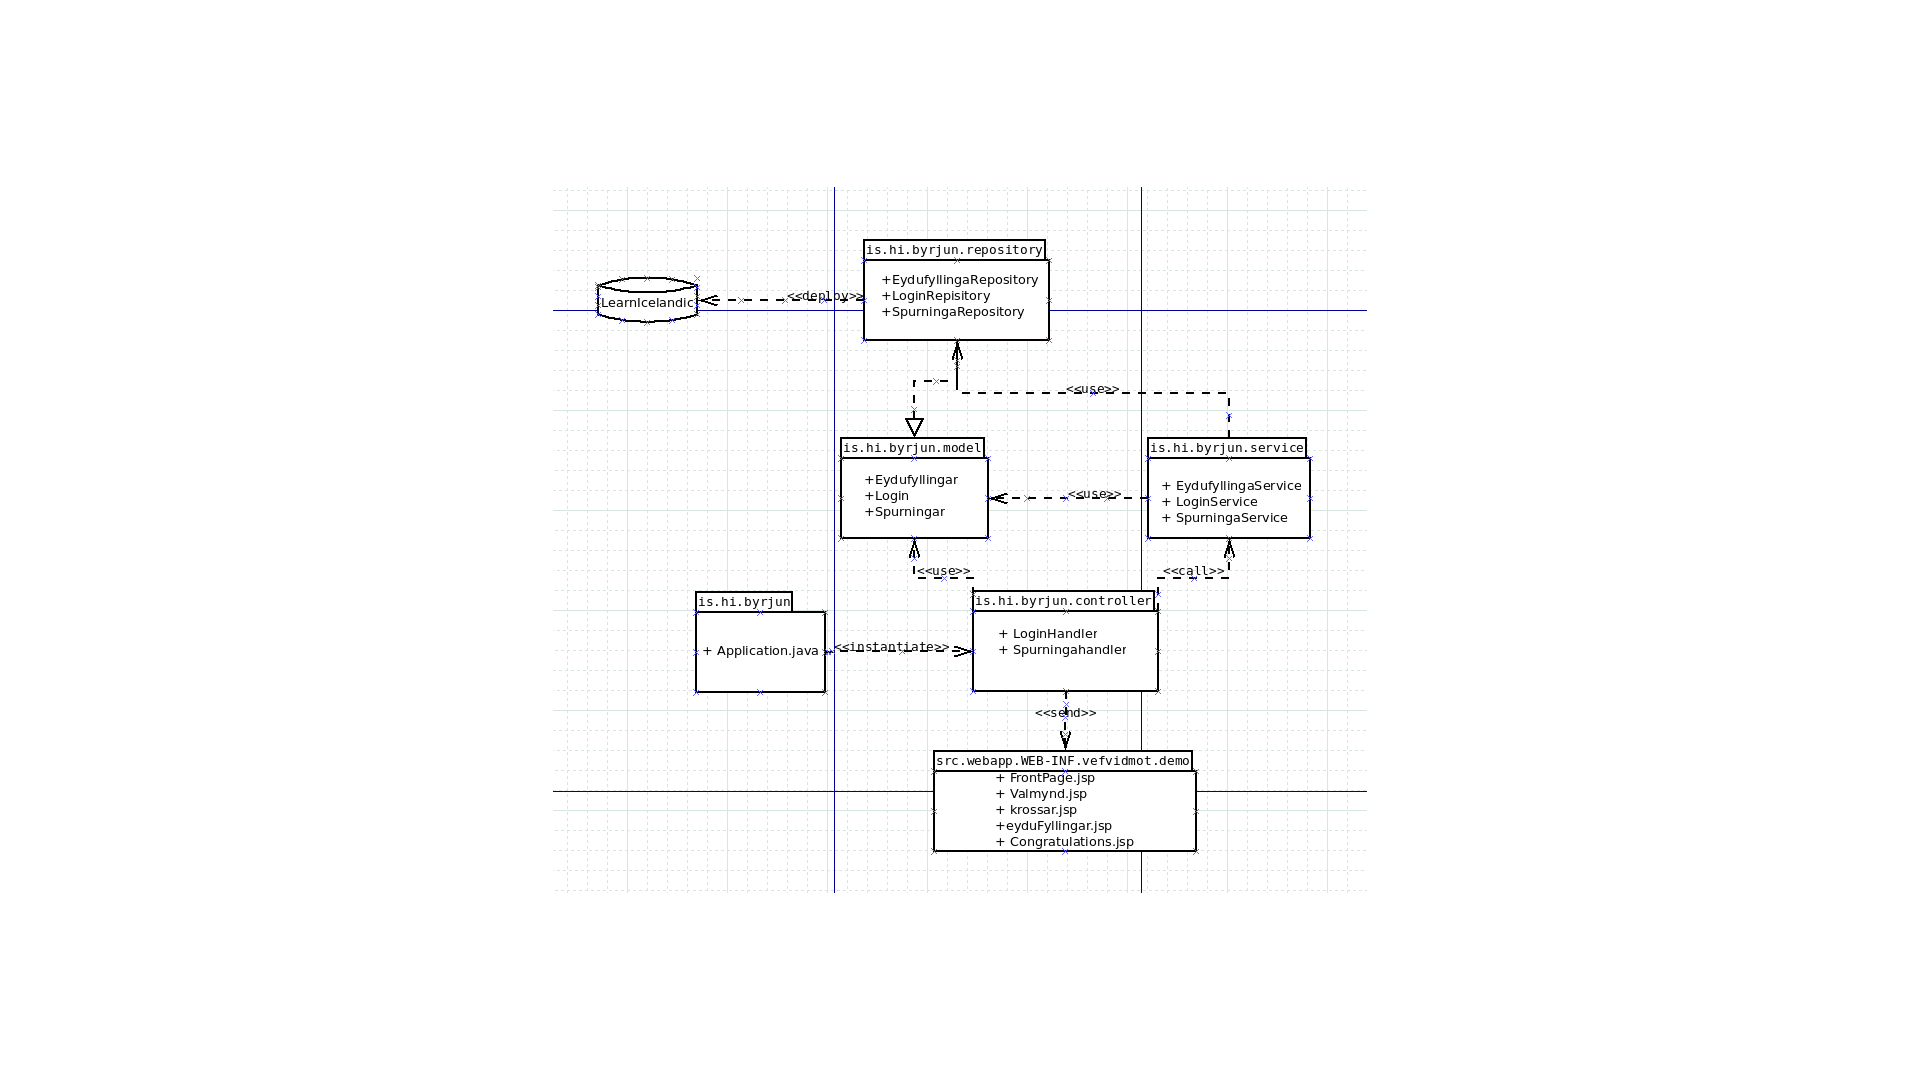 is.hi.byrjun.repository
+EydufyllingaRepository
+LoginRepisitory
+SpurningaRepository
<<deploy>>
LearnIcelandic
<<use>>
is.hi.byrjun.model
+Eydufyllingar
+Login
+Spurningar
<<use>>
is.hi.byrjun.service
+ EydufyllingaService
+ LoginService
+ SpurningaService
<<use>>
<<call>>
is.hi.byrjun
+ Application.java
<<instantiate>>
is.hi.byrjun.controller
+ LoginHandler
+ Spurningahandler
<<send>>
src.webapp.WEB-INF.vefvidmot.demo
+ FrontPage.jsp
+ Valmynd.jsp
+ krossar.jsp
+eyduFyllingar.jsp
+ Congratulations.jsp